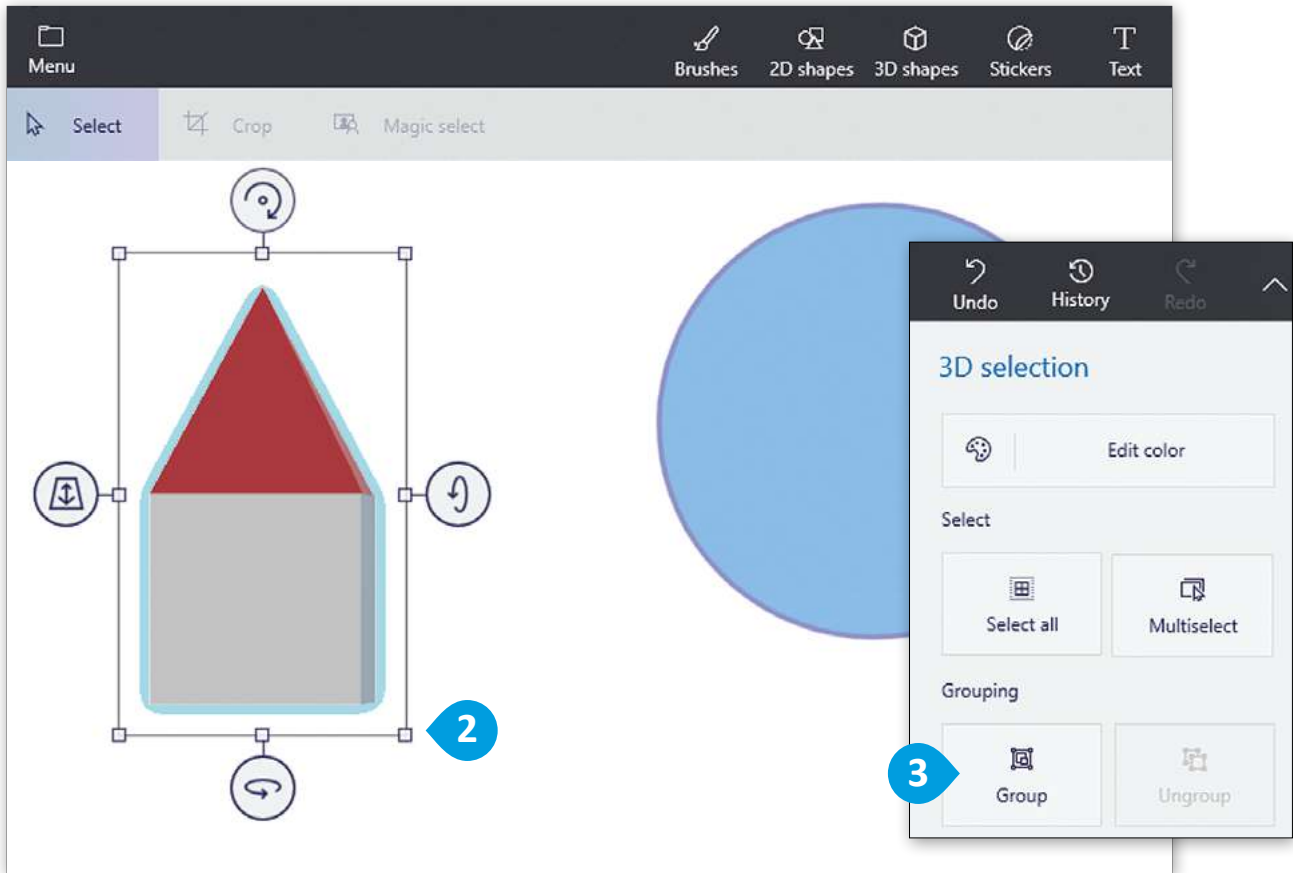 Menu
Brushes 2D shapes 3D shapes Stickers Text
Select Crop Magic select
Undo History Redo
3D selection
Edit color
Select
Select all Multiselect
Grouping
2
3
Group Ungroup